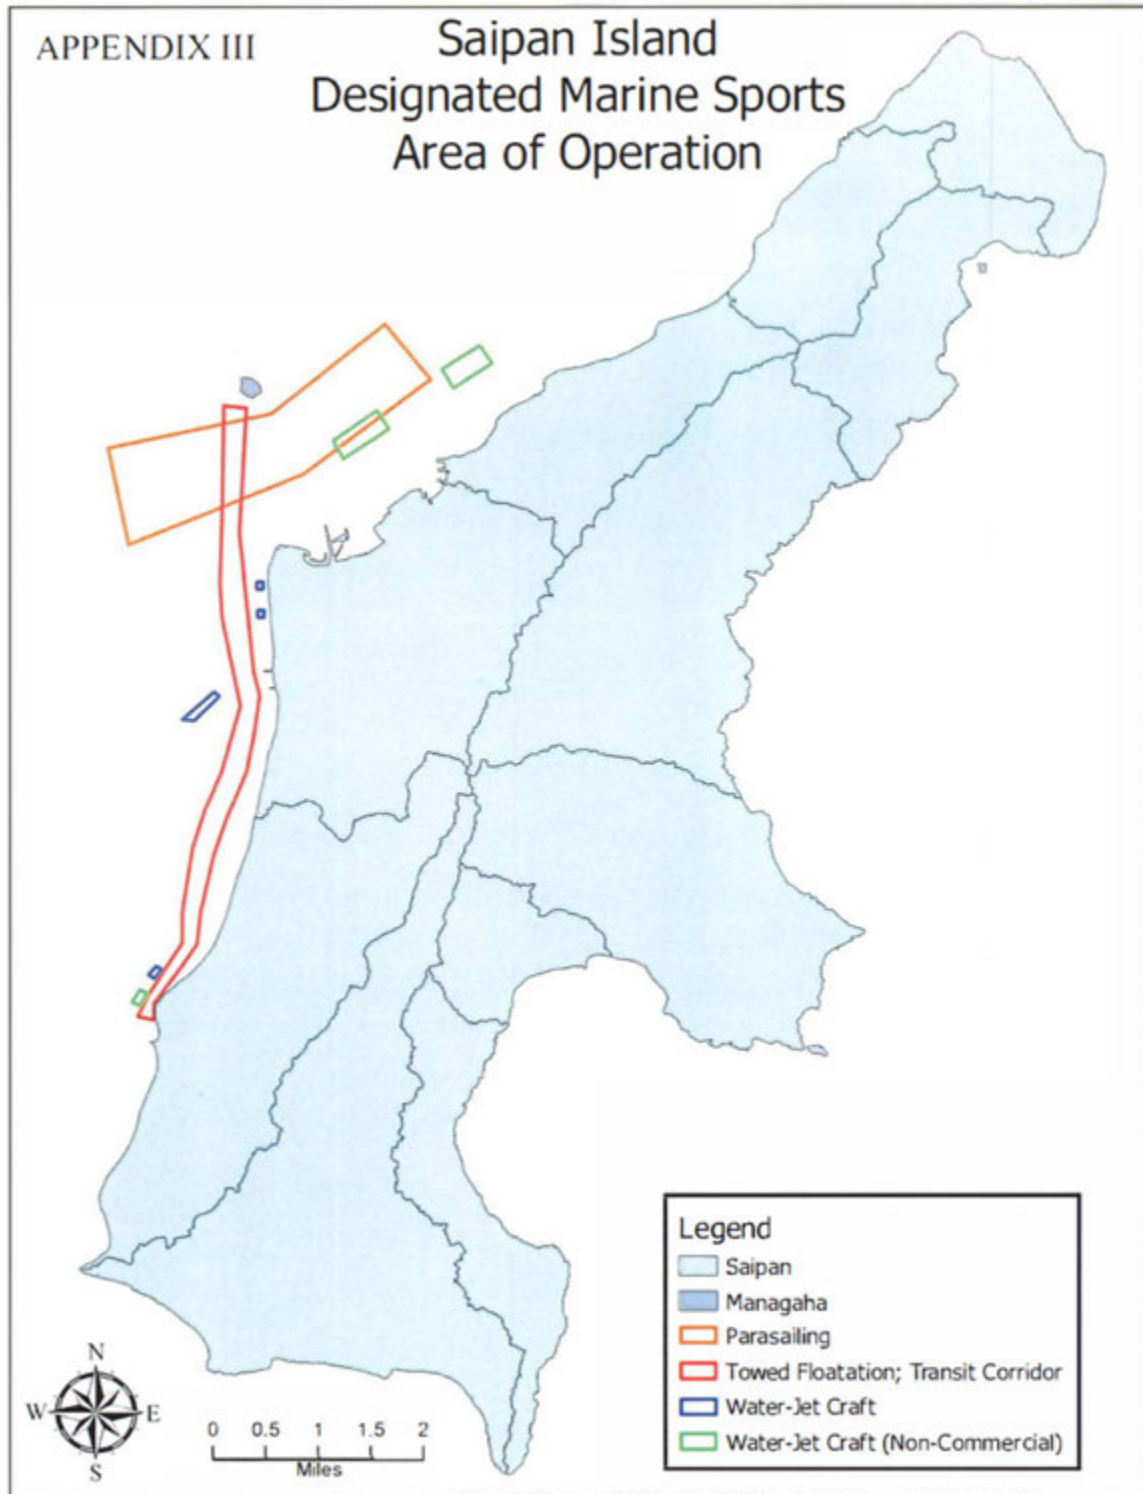 APPENDIX III
Saipan Island
Designated Marine Sports
Area of Operation
Legend
Saipan
Managaha
Parasailing
Towed Floatation; Transit Corridor
Water-Jet Craft
Water-Jet Craft (Non-Commercial)
N
W E
S
0 0.5 1 1.5 2
Miles